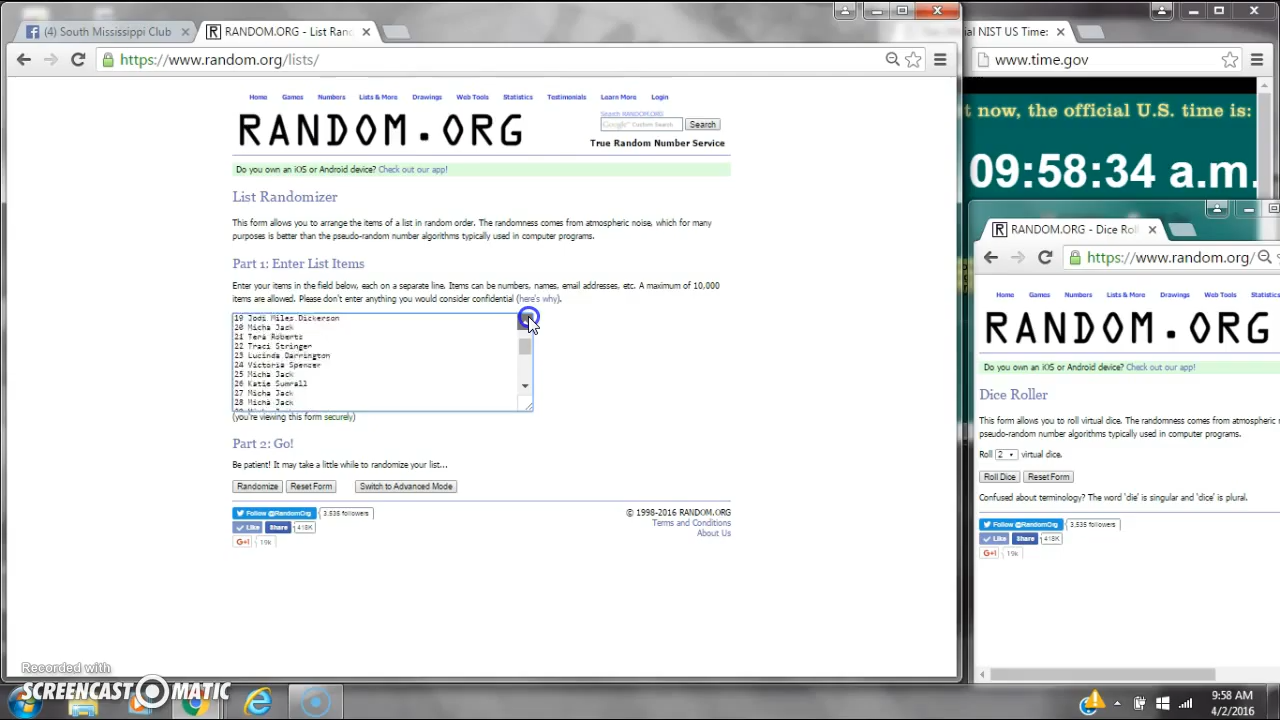 (4) South Mississippi Club
RANDOM.ORG - List Ran
https://www.random.org/lists/
Home Games Numbers Lists & More Drawings Web Tools Statistics Testimonials Learn More Login
Search RANDOM.ORG
RANDOM.ORG
Google™ Custom Search Search
True Random Number Service
Do you own an iOS or Android device? Check out our app!
List Randomizer
This form allows you to arrange the items of a list in random order. The randomness comes from atmospheric noise, which for many
purposes is better than the pseudo-random number algorithms typically used in computer programs.
Part 1: Enter List Items
Enter your items in the field below, each on a separate line. Items can be numbers, names, email addresses, etc. A maximum of 10,000
items are allowed. Please don't enter anything you would consider confidential (here's why).
19 Jodi Miles Dickerson
20 Micha Jack
21 Tera Roberts
22 Traci Stringer
23 Lucinda Darrington
24 Victoria Spencer
25 Micha Jack
26 Katie Sumrall
27 Micha Jack
28 Micha Jack
(you're viewing this form securely)
Part 2: Go!
Be patient! It may take a little while to randomize your list...
Randomize Reset Form Switch to Advanced Mode
Follow @RandomOrg 3,535 followers
Like Share 418K
G+1 19k
© 1998-2016 RANDOM.ORG
Terms and Conditions
About Us
al NIST US Time:
www.time.gov
t now, the official U.S. time is:
09:58:34 a.m.
RANDOM.ORG - Dice Roll
https://www.random.org/
Home Games Numbers Lists & More Drawings Web Tools Statistics
RANDOM.ORG
Do you own an iOS or Android device? Check out our app!
Dice Roller
This form allows you to roll virtual dice. The randomness comes from atmospheric
pseudo-random number algorithms typically used in computer programs.
Roll 2 virtual dice.
Roll Dice Reset Form
Confused about terminology? The word 'die' is singular and 'dice' is plural.
Follow @RandomOrg 3,535 followers
Like Share 418K
G+1 19k
Recorded with
SCREENCAST-O-MATIC
9:58 AM
4/2/2016